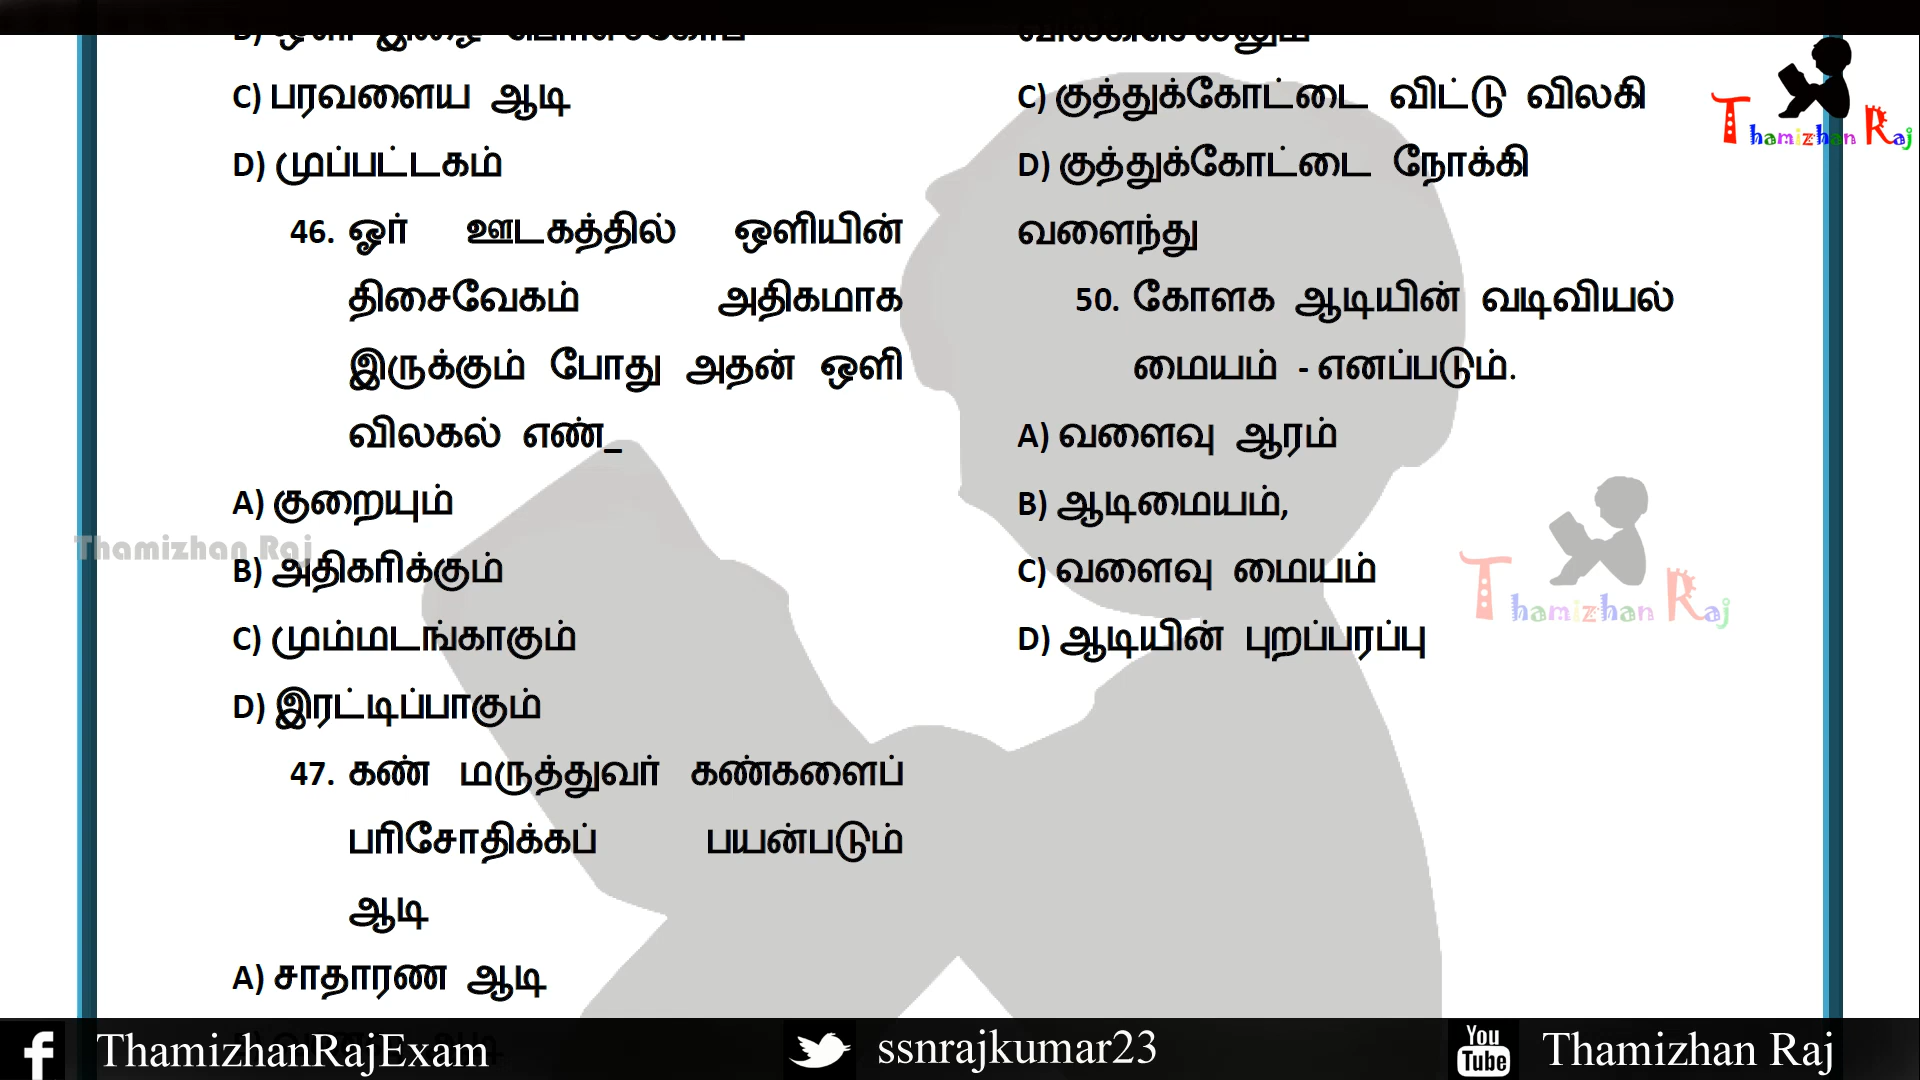 C) பரவளைய ஆடி
D) முப்பட்டகம்
46. ஓர் ஊடகத்தில் ஒளியின்
திசைவேகம் அதிகமாக
இருக்கும் போது அதன் ஒளி
விலகல் எண்_
A) குறையும்
B) அதிகரிக்கும்
C) மும்மடங்காகும்
D) இரட்டிப்பாகும்
47. கண் மருத்துவர் கண்களைப்
பரிசோதிக்கப் பயன்படும்
ஆடி
A) சாதாரண ஆடி
C) குத்துக்கோட்டை விட்டு விலகி
D) குத்துக்கோட்டை நோக்கி
வளைந்து
50. கோளக ஆடியின் வடிவியல்
மையம் - எனப்படும்.
A) வளைவு ஆரம்
B) ஆடிமையம்,
C) வளைவு மையம்
D) ஆடியின் புறப்பரப்பு
Thamizhan Raj
Thamizhan Raj
Thamizhan Raj
ThamizhanRajExam
ssnrajkumar23
You Tube
Thamizhan Raj